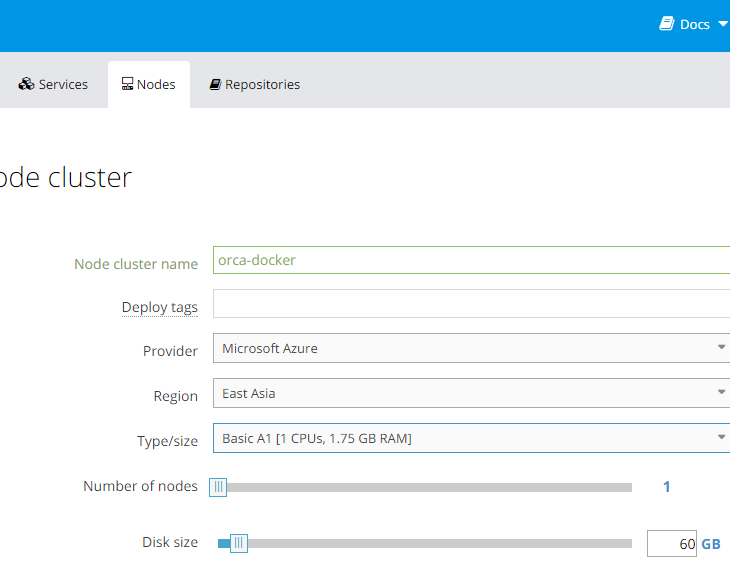 Docs
Services Nodes Repositories
ode cluster
Node cluster name orca-docker
Deploy tags
Provider Microsoft Azure
Region East Asia
Type/size Basic A1 [1 CPUs, 1.75 GB RAM]
Number of nodes 1
Disk size 60 GB